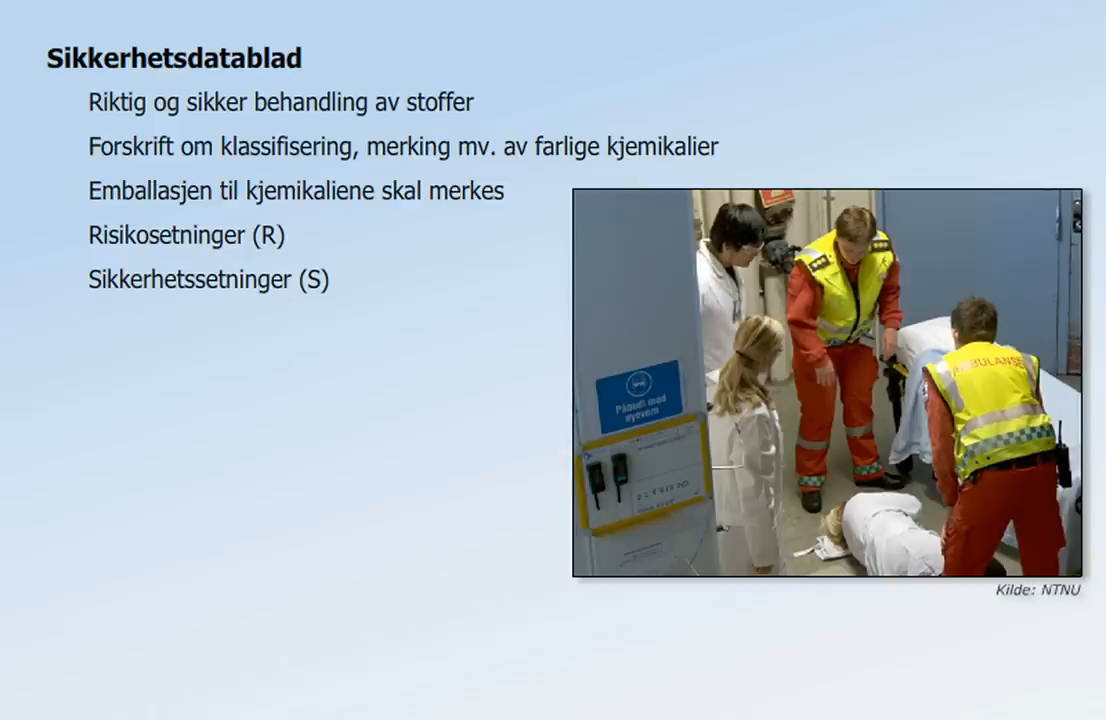 Sikkerhetsdatablad
Riktig og sikker behandling av stoffer
Forskrift om klassifisering, merking mv. av farlige kjemikalier
Emballasjen til kjemikaliene skal merkes
Risikosetninger (R)
Sikkerhetssetninger (S)
AMBULANSE
Påbudt med
øyevern
Kilde: NTNU